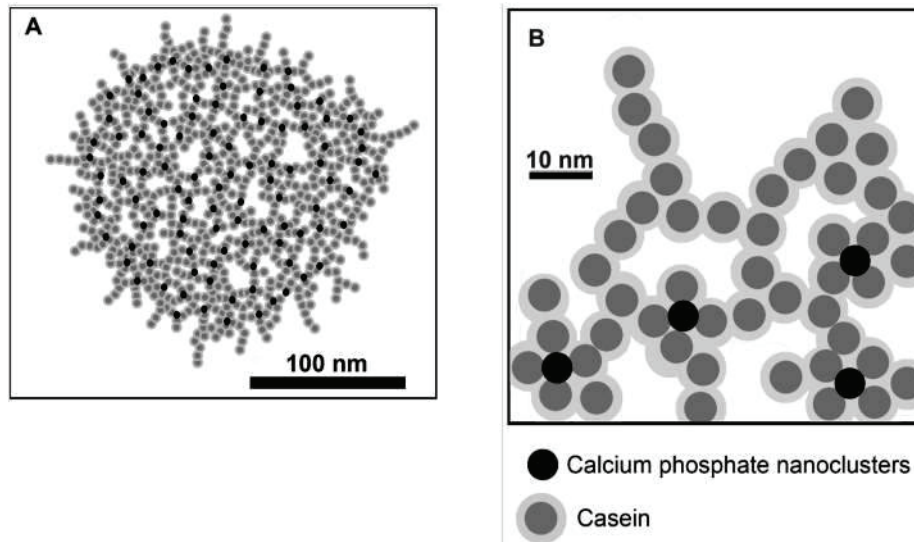 A
100 nm
B
10 nm
Calcium phosphate nanoclusters
Casein